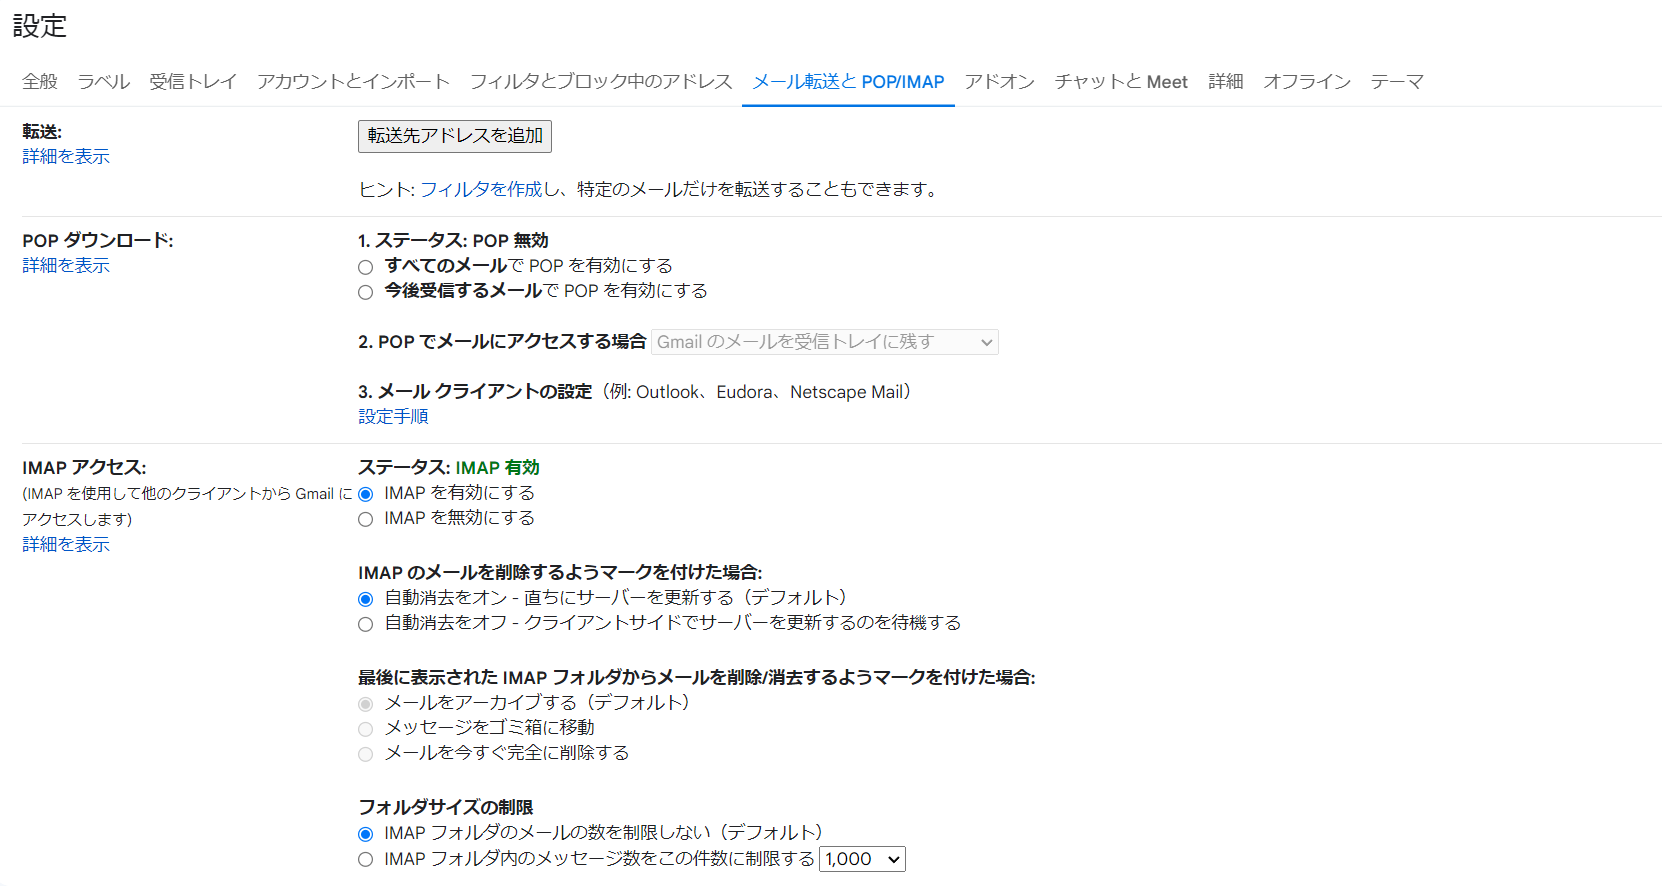 設定
全般 ラベル 受信トレイ アカウントとインポート フィルタとブロック中のアドレス メール転送と POP/IMAP アドオン チャットと Meet 詳細 オフライン テーマ
転送:
詳細を表示
転送先アドレスを追加
ヒント: フィルタを作成し、特定のメールだけを転送することもできます。
POP ダウンロード:
詳細を表示
1. ステータス: POP 無効
すべてのメールで POP を有効にする
今後受信するメールで POP を有効にする
2. POP でメールにアクセスする場合 Gmail のメールを受信トレイに残す
3. メール クライアントの設定（例: Outlook、Eudora、Netscape Mail）
設定手順
IMAP アクセス:
(IMAP を使用して他のクライアントから Gmail に
アクセスします)
詳細を表示
ステータス: IMAP 有効
IMAP を有効にする
IMAP を無効にする
IMAP のメールを削除するようマークを付けた場合:
自動消去をオン - 直ちにサーバーを更新する（デフォルト）
自動消去をオフ - クライアントサイドでサーバーを更新するのを待機する
最後に表示された IMAP フォルダからメールを削除/消去するようマークを付けた場合:
メールをアーカイブする（デフォルト）
メッセージをゴミ箱に移動
メールを今すぐ完全に削除する
フォルダサイズの制限
IMAP フォルダのメールの数を制限しない（デフォルト）
IMAP フォルダ内のメッセージ数をこの件数に制限する 1,000